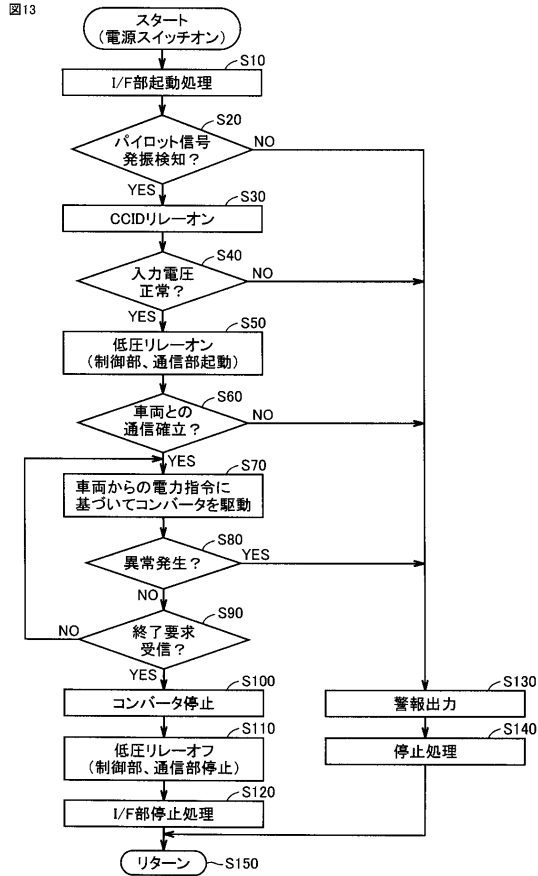 図13
スタート
(電源スイッチオン)
S10
I/F部起動処理
S20
パイロット信号
発振検知?
NO
YES
S30
CCIDリレーオン
S40
入力電圧
正常?
NO
YES
S50
低圧リレーオン
(制御部、通信部起動)
S60
車両との
通信確立?
NO
YES
S70
車両からの電力指令に
基づいてコンバータを駆動
S80
異常発生?
YES
NO
S90
終了要求
受信?
NO
YES
S100
コンバータ停止
S110
低圧リレーオフ
(制御部、通信部停止)
S120
I/F部停止処理
S130
警報出力
S140
停止処理
リターン
S150